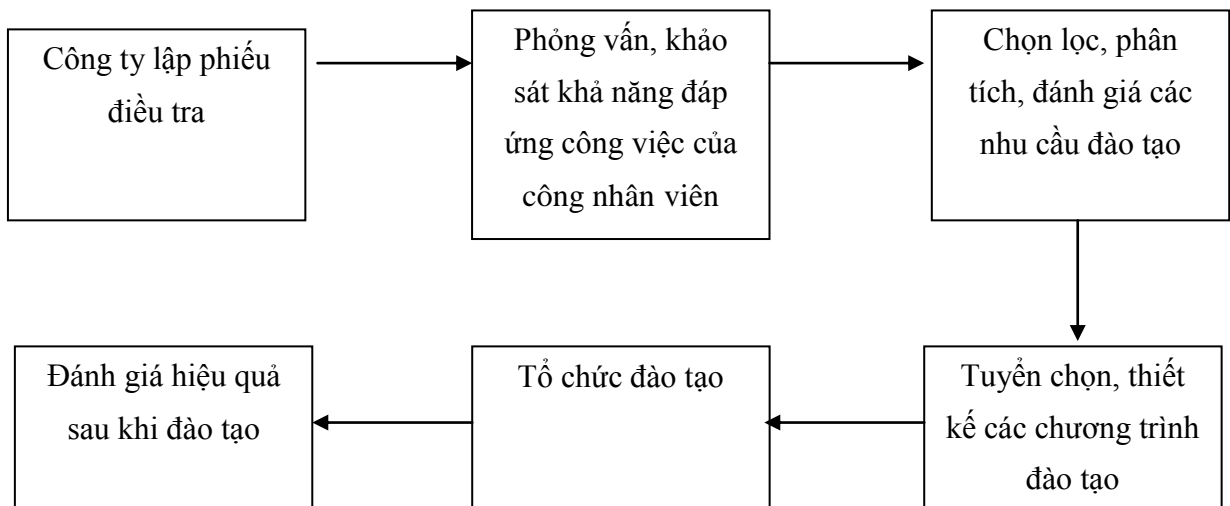 Công ty lập phiếu
điều tra
Phỏng vấn, khảo
sát khả năng đáp
ứng công việc của
công nhân viên
Chọn lọc, phân
tích, đánh giá các
nhu cầu đào tạo
Tuyển chọn, thiết
kế các chương trình
đào tạo
Tổ chức đào tạo
Đánh giá hiệu quả
sau khi đào tạo